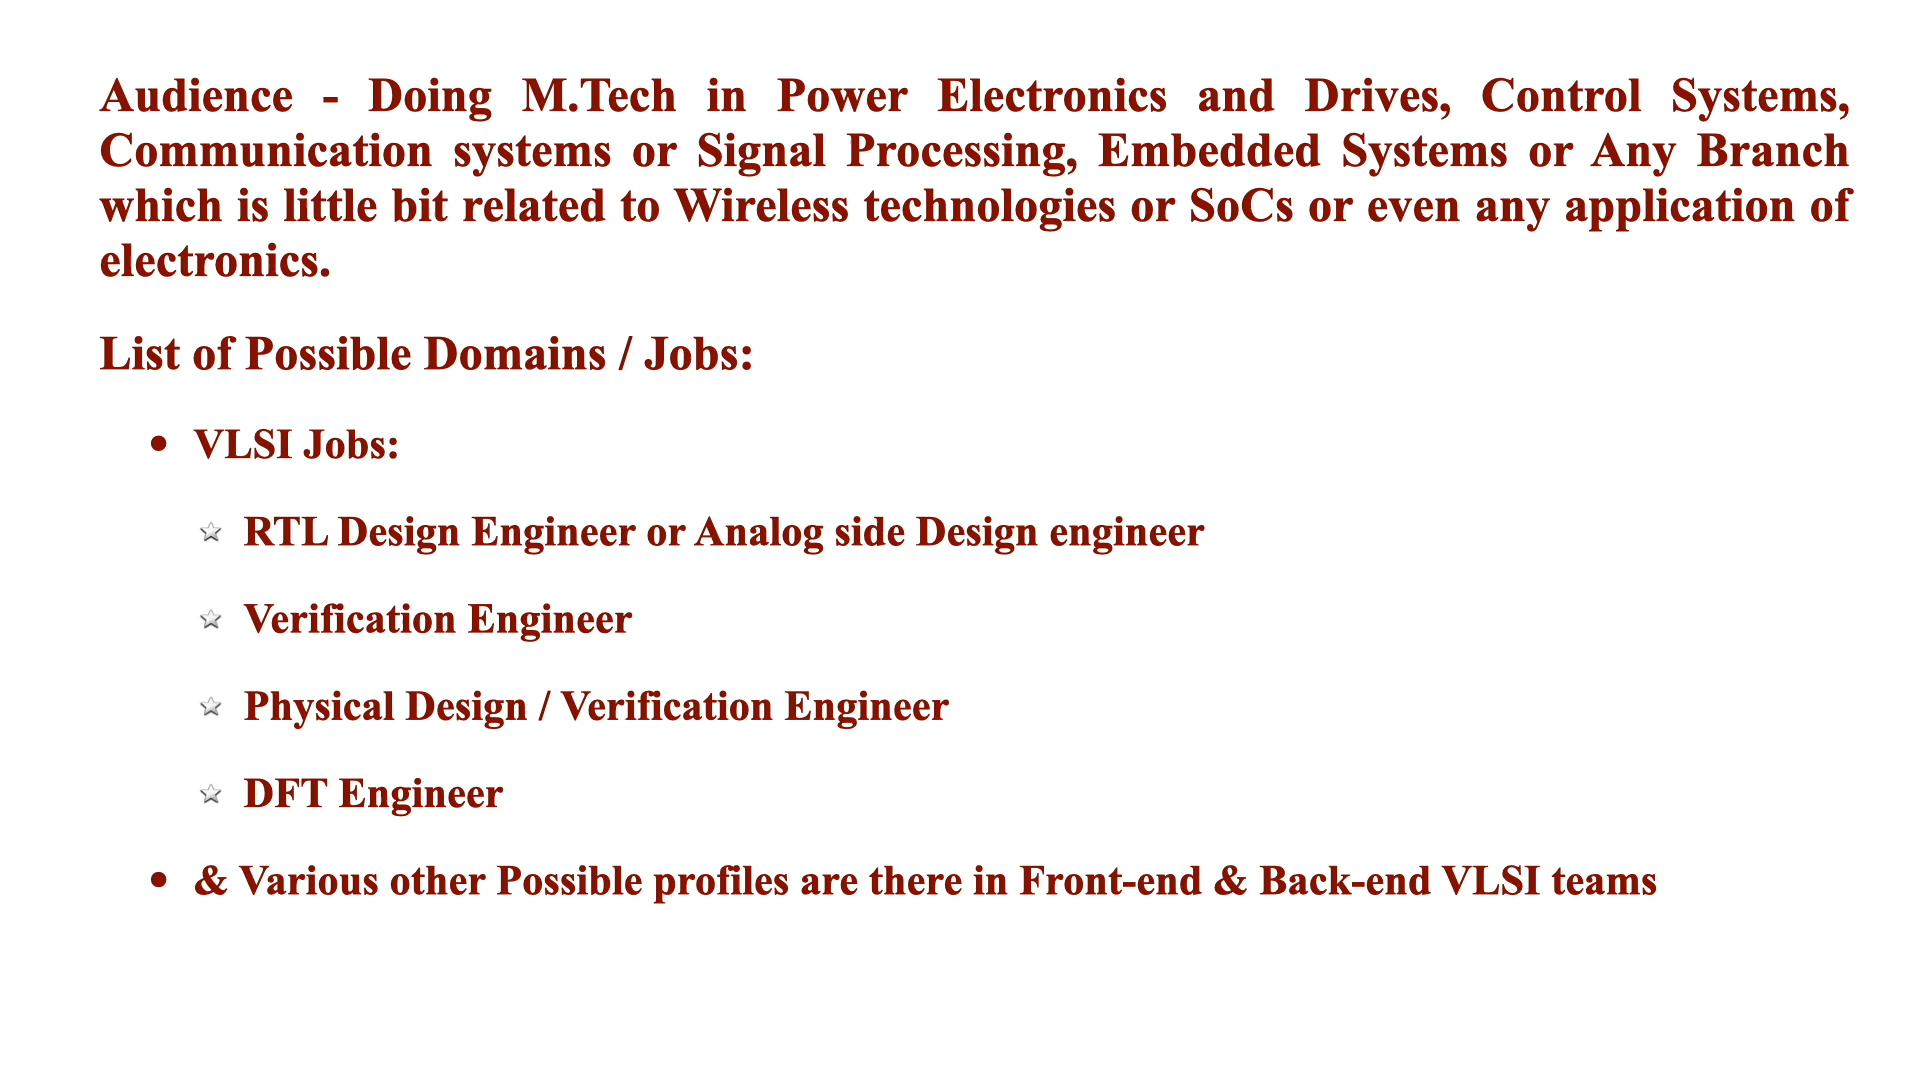 Audience - Doing M.Tech in Power Electronics and Drives, Control Systems,
Communication systems or Signal Processing, Embedded Systems or Any Branch
which is little bit related to Wireless technologies or SoCs or even any application of
electronics.
List of Possible Domains / Jobs:
• VLSI Jobs:
☆ RTL Design Engineer or Analog side Design engineer
☆ Verification Engineer
☆ Physical Design / Verification Engineer
☆ DFT Engineer
• & Various other Possible profiles are there in Front-end & Back-end VLSI teams